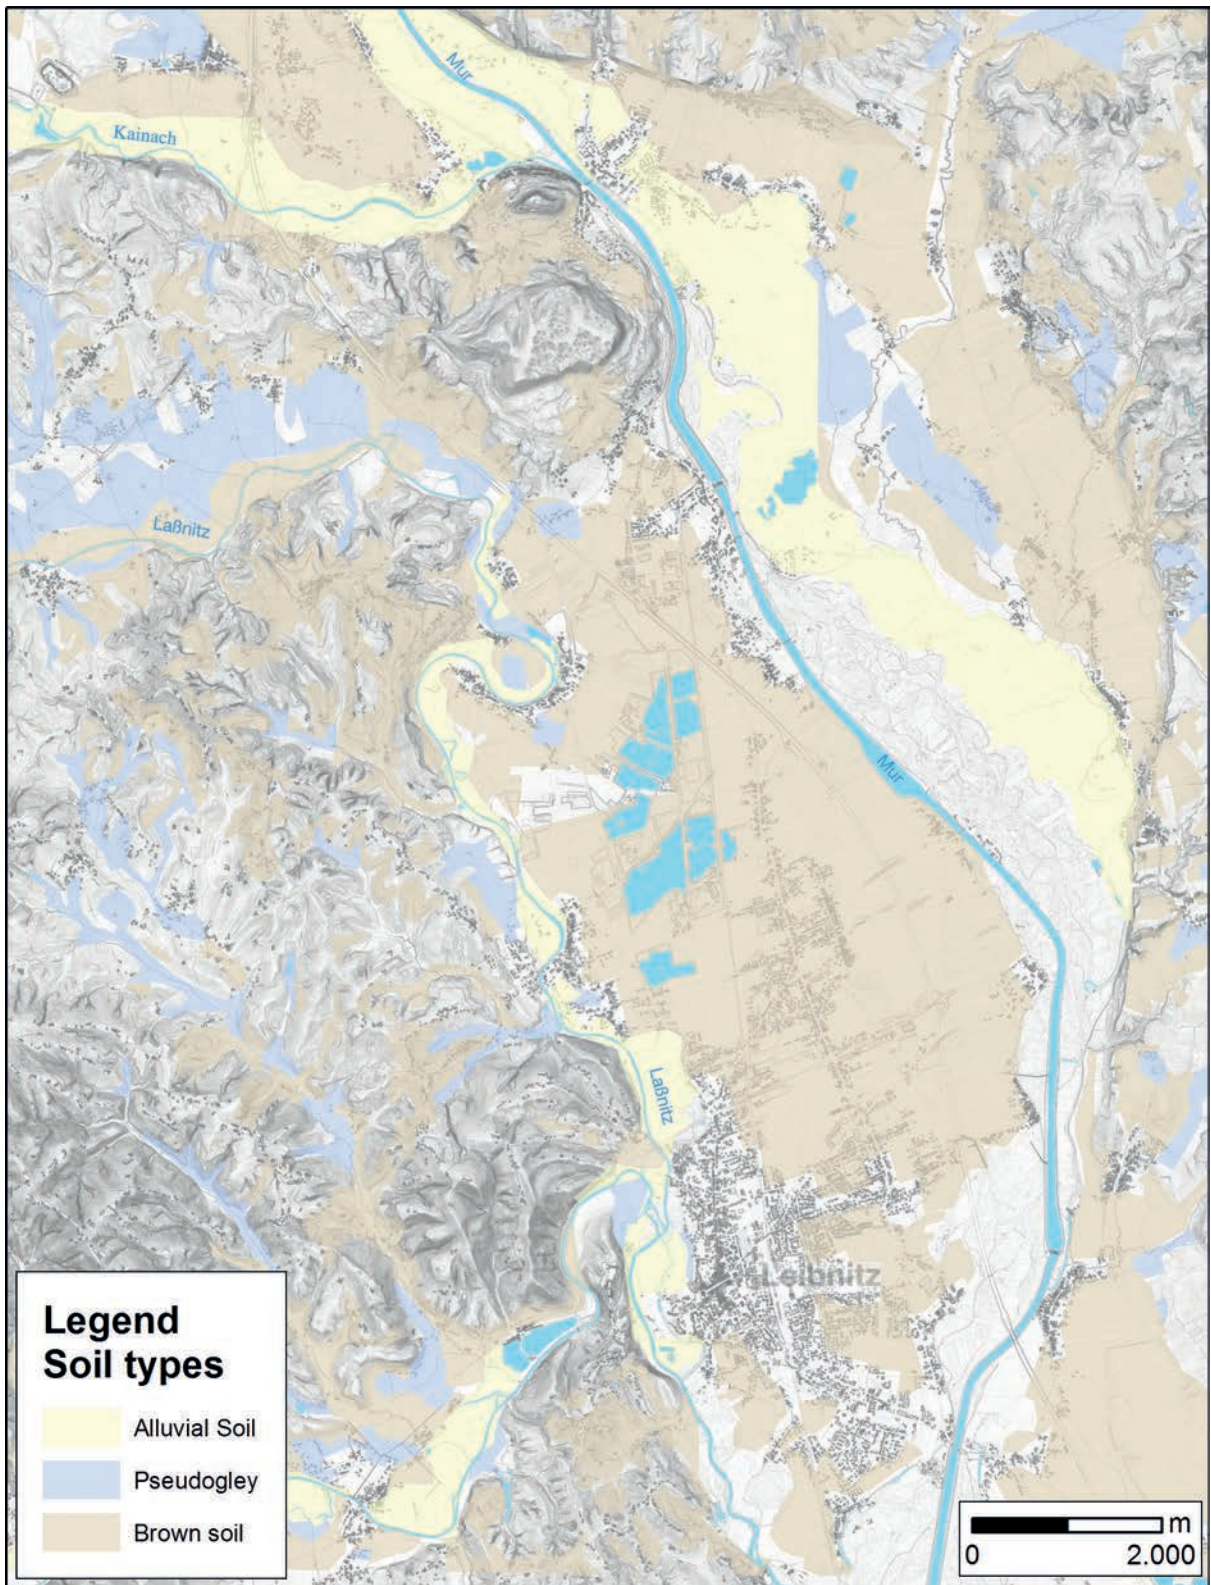 Mur
Kainach
Laßnitz
Mur
Laßnitz
Leibnitz
Legend
Soil types
Alluvial Soil
Pseudogley
Brown soil
m
0 2.000